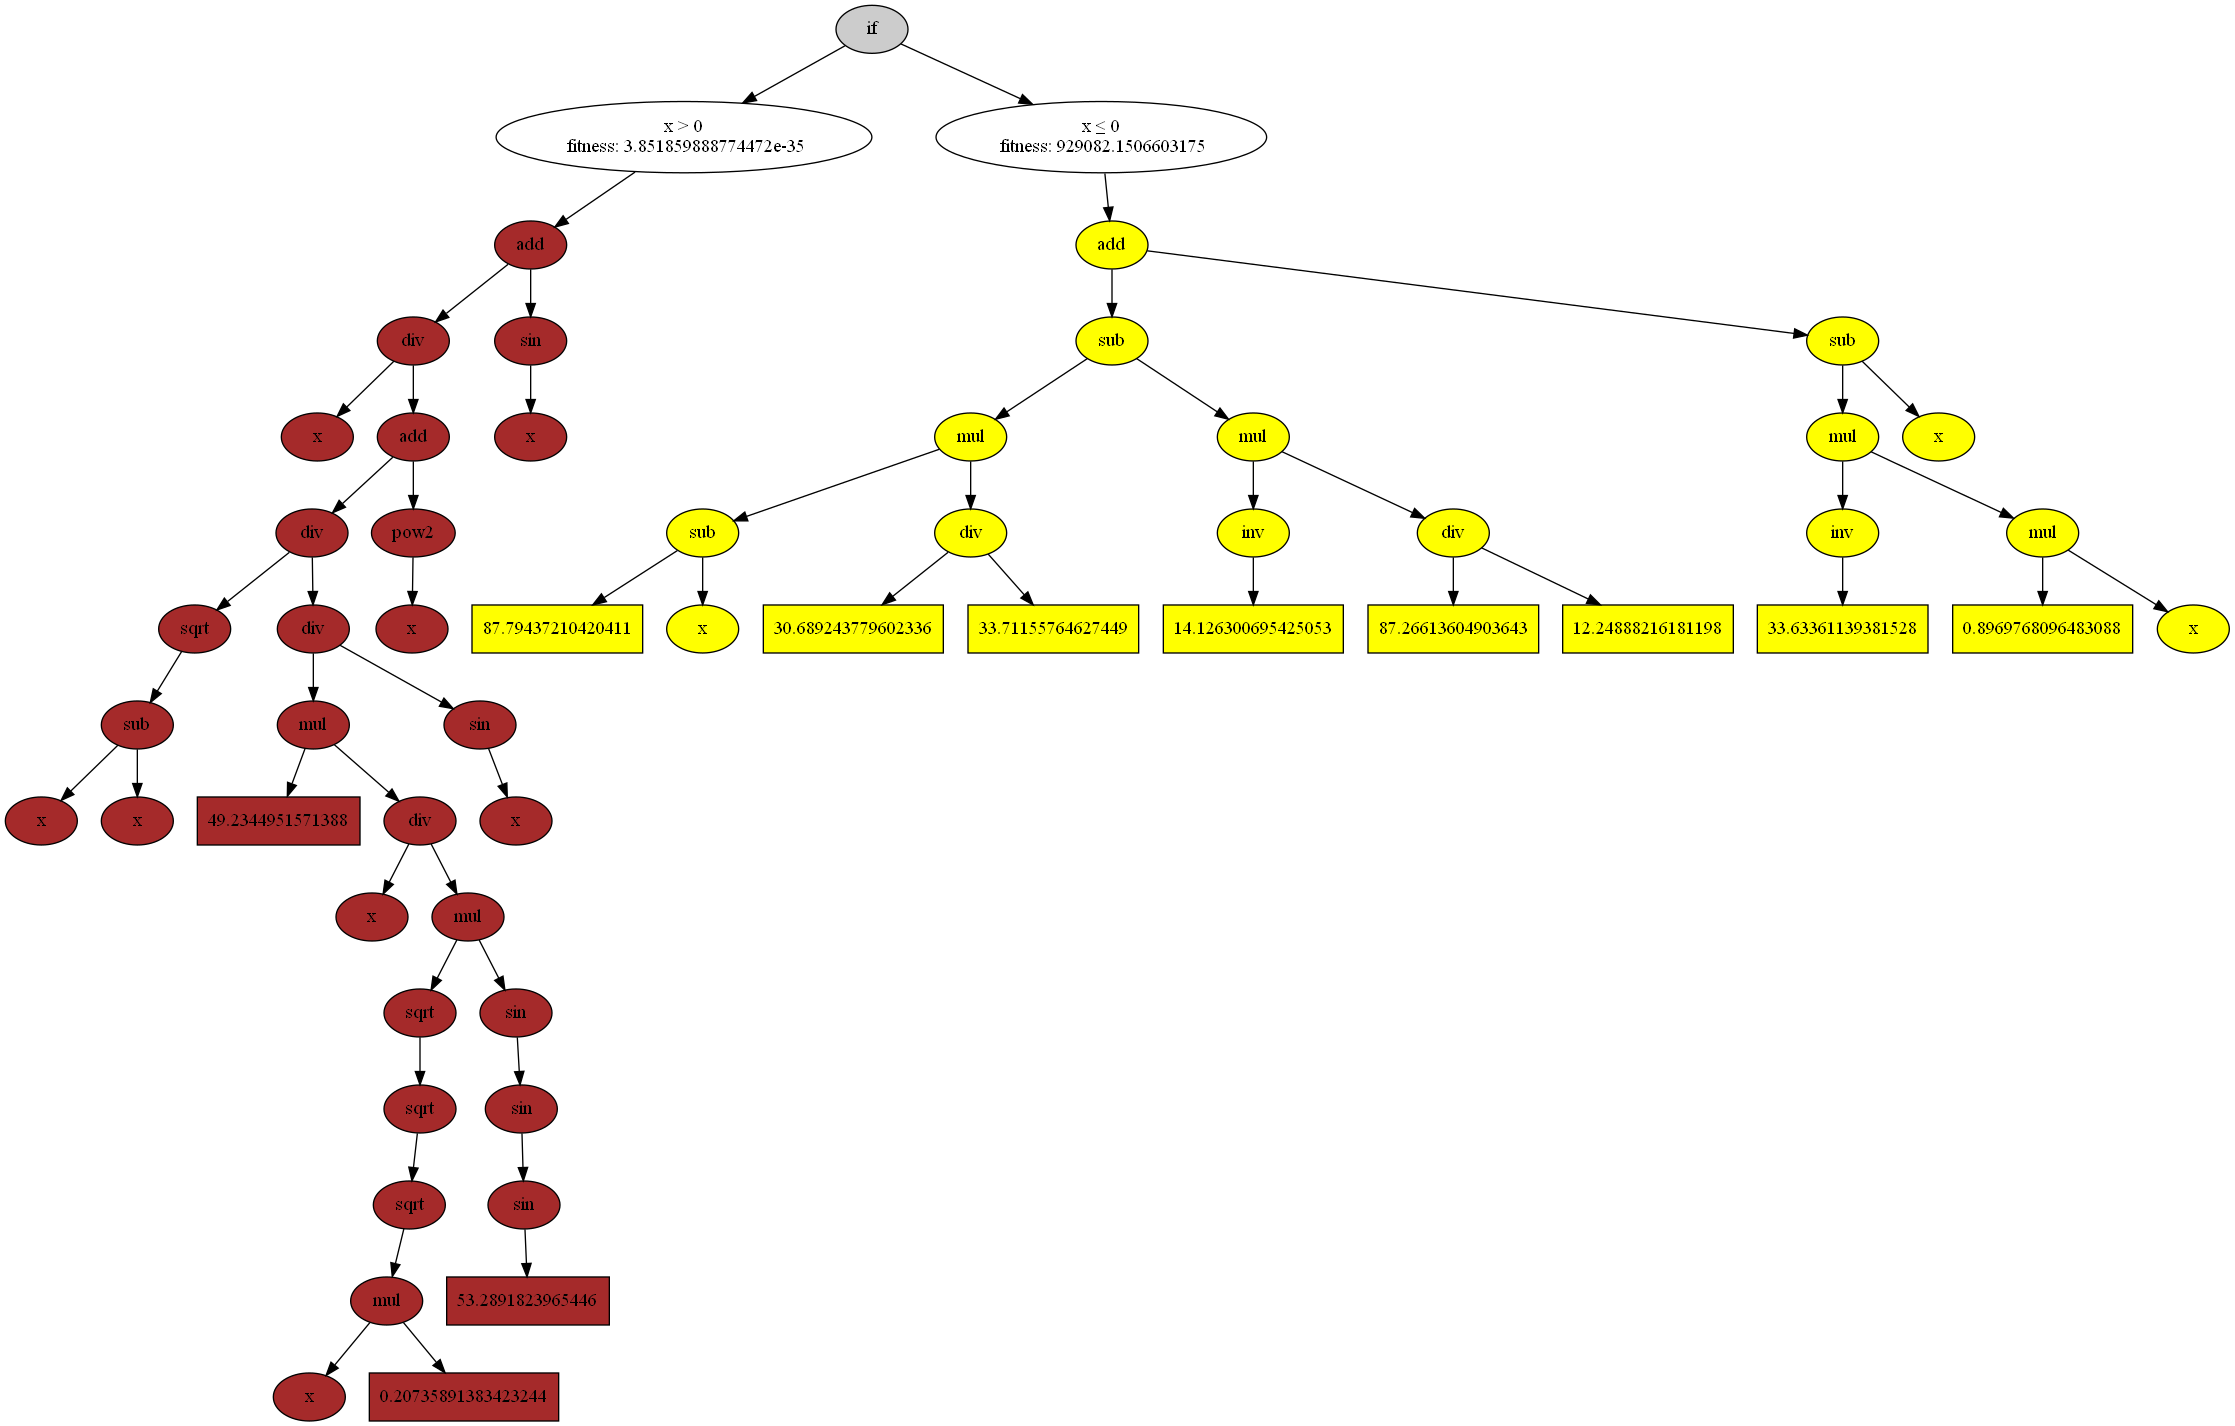 if
x > 0
fitness: 3.851859888774472e-35
x ≤ 0
fitness: 929082.1506603175
add
add
div
sin
sub
sub
x
add
x
mul
mul
mul
x
div
pow2
sub
div
inv
div
inv
mul
sqrt
div
x
87.79437210420411
x
30.689243779602336
33.71155764627449
14.126300695425053
87.26613604903643
12.24888216181198
33.63361139381528
0.8969768096483088
x
sub
mul
sin
x
x
49.2344951571388
div
x
x
mul
sqrt
sin
sqrt
sin
sqrt
sin
mul
53.2891823965446
x
0.20735891383423244